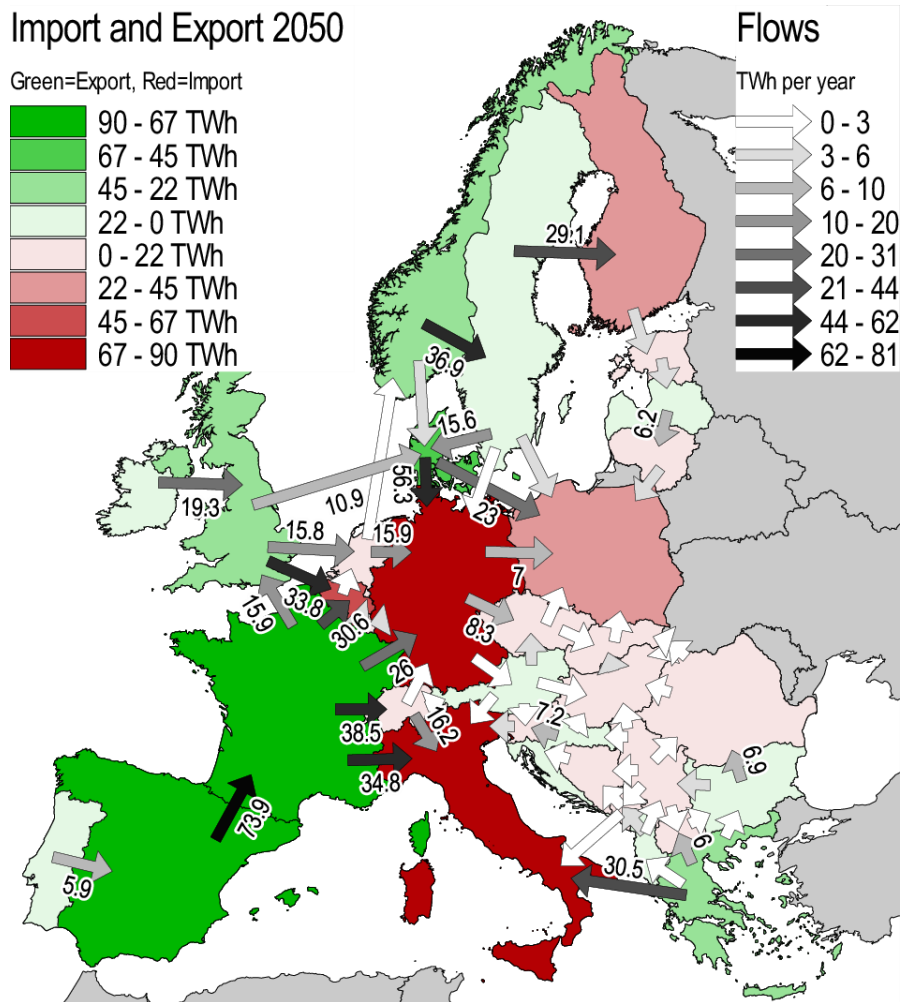 Import and Export 2050
Green=Export, Red=Import
90 - 67 TWh
67 - 45 TWh
45 - 22 TWh
22 - 0 TWh
0 - 22 TWh
22 - 45 TWh
45 - 67 TWh
67 - 90 TWh
Flows
TWh per year
0 - 3
3 - 6
6 - 10
10 - 20
20 - 31
21 - 44
44 - 62
62 - 81
29.1
36.9
15.6
6.2
56.3
19.3
10.9
23
15.8
15.9
7
33.8
15.9
30.6
8.3
26
16.2
7.2
38.5
34.8
6.9
73.9
6
30.5
5.9